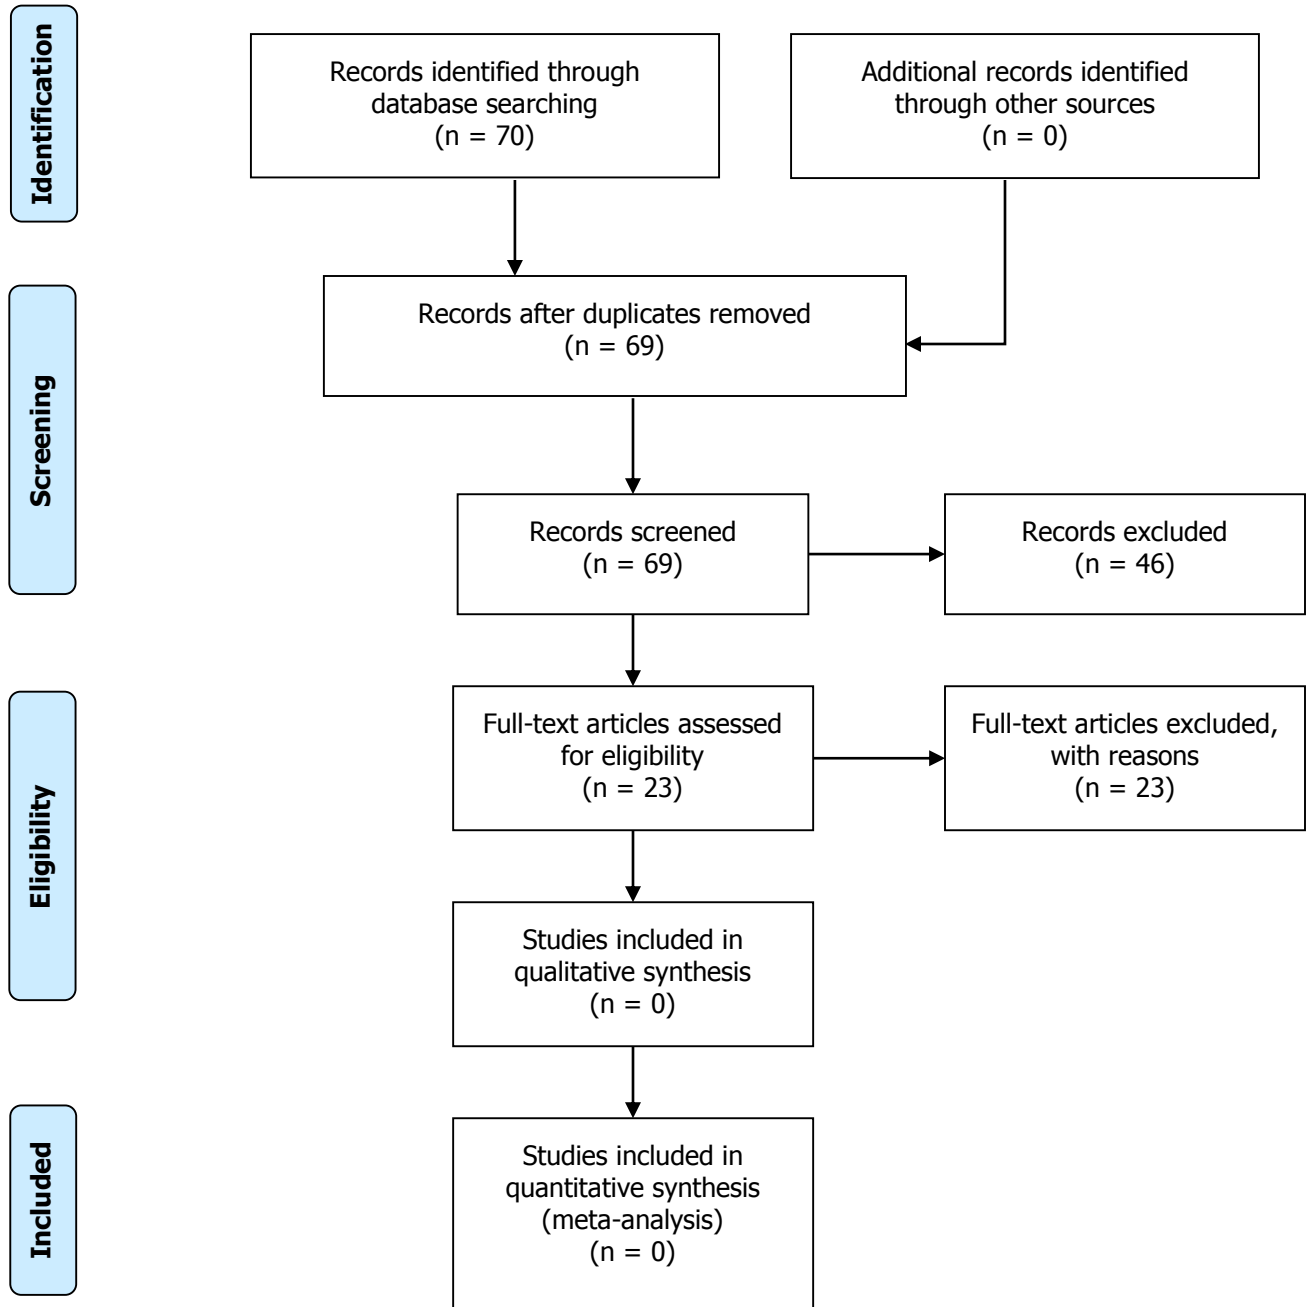 Identification
Records identified through
database searching
(n = 70)
Additional records identified
through other sources
(n = 0)
Screening
Records after duplicates removed
(n = 69)
Records screened
(n = 69)
Records excluded
(n = 46)
Eligibility
Full-text articles assessed
for eligibility
(n = 23)
Full-text articles excluded,
with reasons
(n = 23)
Studies included in
qualitative synthesis
(n = 0)
Included
Studies included in
quantitative synthesis
(meta-analysis)
(n = 0)